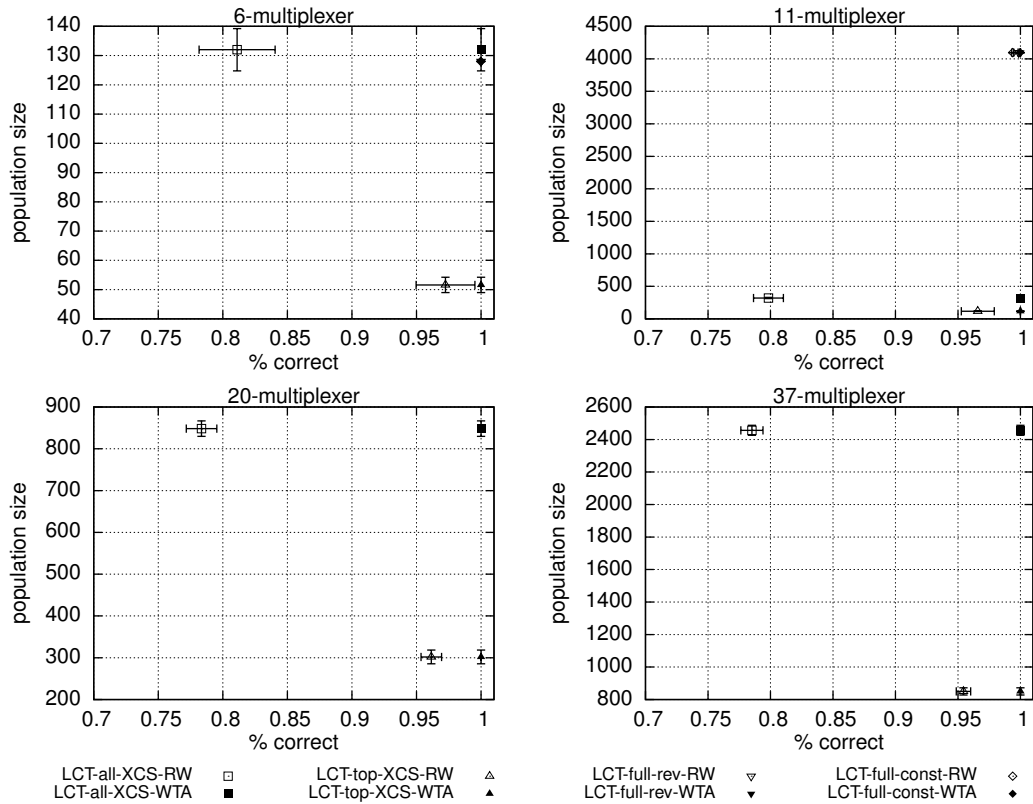 6-multiplexer
140
130
120
110
100
90
80
70
60
50
40
population size
0.7 0.75 0.8 0.85 0.9 0.95 1
% correct
11-multiplexer
4500
4000
3500
3000
2500
2000
1500
1000
500
0
population size
0.7 0.75 0.8 0.85 0.9 0.95 1
% correct
20-multiplexer
900
800
700
600
500
400
300
200
population size
0.7 0.75 0.8 0.85 0.9 0.95 1
% correct
37-multiplexer
2600
2400
2200
2000
1800
1600
1400
1200
1000
800
population size
0.7 0.75 0.8 0.85 0.9 0.95 1
% correct
LCT-all-XCS-RW LCT-top-XCS-RW LCT-full-rev-RW LCT-full-const-RW
LCT-all-XCS-WTA LCT-top-XCS-WTA LCT-full-rev-WTA LCT-full-const-WTA